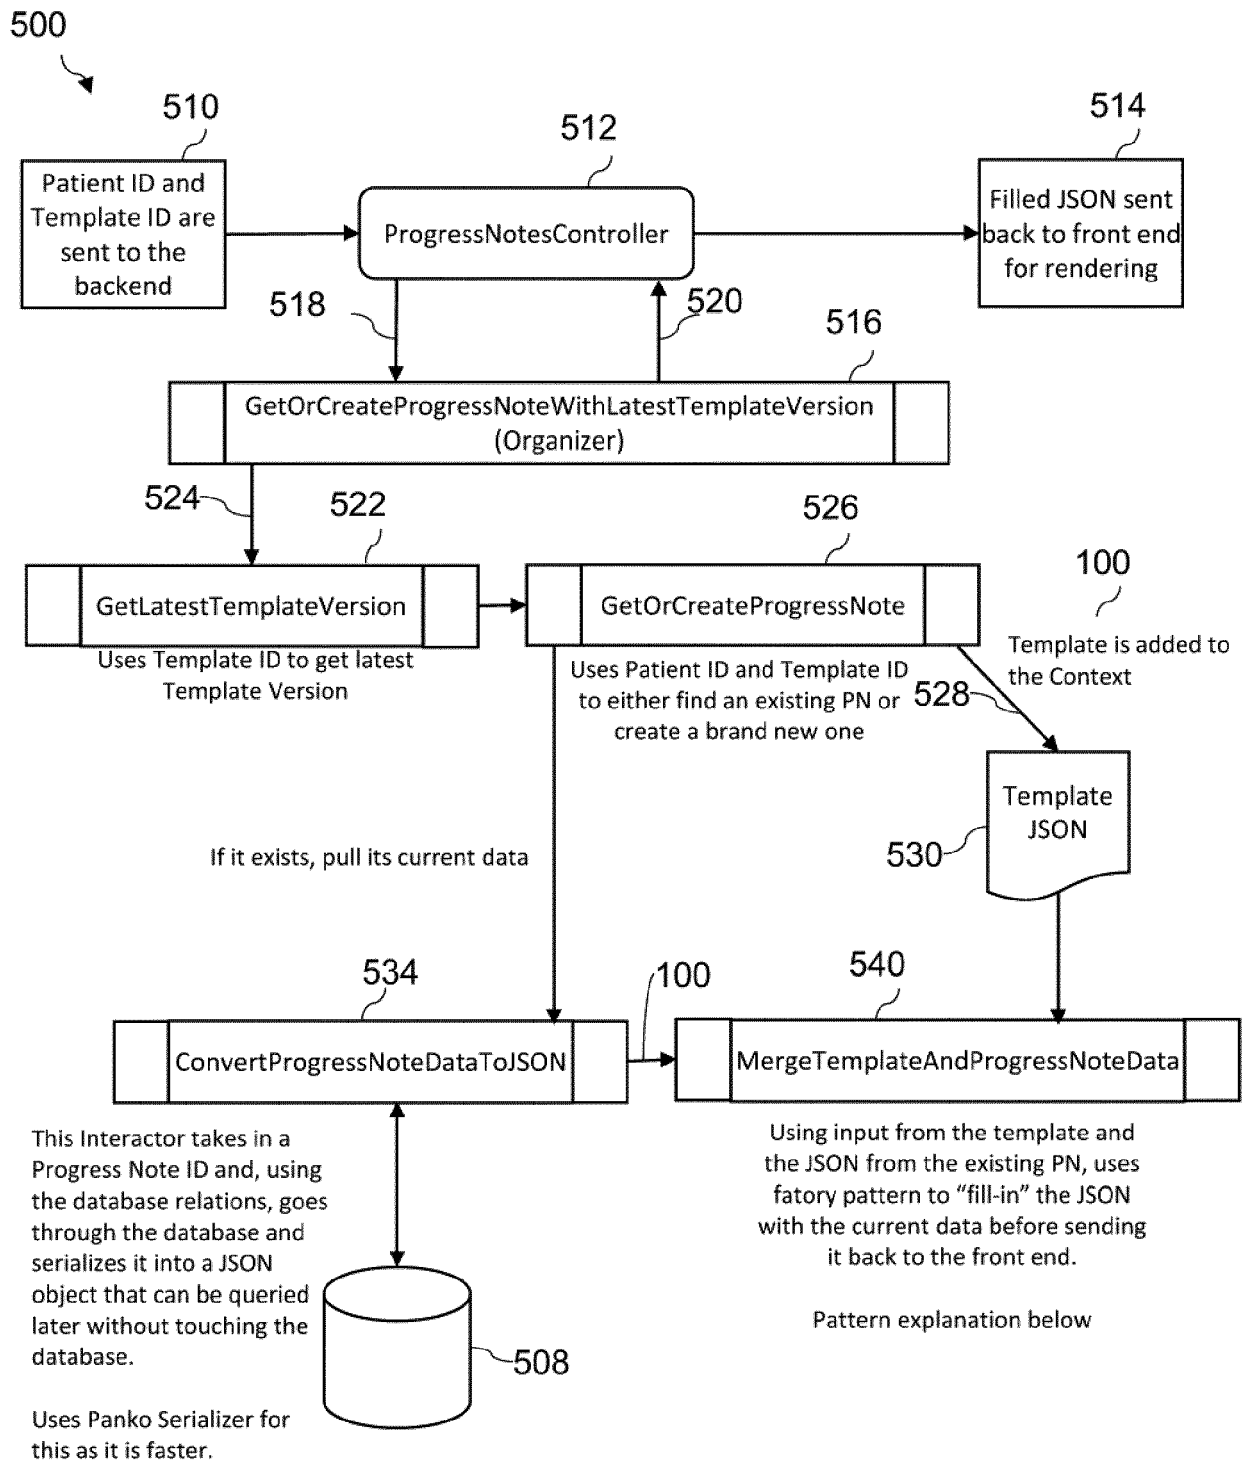 500
510
512
514
Patient ID and
Template ID are
sent to the
backend
ProgressNotesController
Filled JSON sent
back to front end
for rendering
518
520
516
GetOrCreateProgressNoteWithLatestTemplateVersion
(Organizer)
524
522
526
100
GetLatestTemplateVersion
GetOrCreateProgressNote
Uses Template ID to get latest
Template Version
Uses Patient ID and Template ID
to either find an existing PN or
create a brand new one
Template is added to
the Context
528
Template
JSON
530
If it exists, pull its current data
534
100
540
ConvertProgressNoteDataToJSON
MergeTemplateAndProgressNoteData
This Interactor takes in a
Progress Note ID and, using
the database relations, goes
through the database and
serializes it into a JSON
object that can be queried
later without touching the
database.
Uses Panko Serializer for
this as it is faster.
508
Using input from the template and
the JSON from the existing PN, uses
fatory pattern to “fill-in” the JSON
with the current data before sending
it back to the front end.
Pattern explanation below